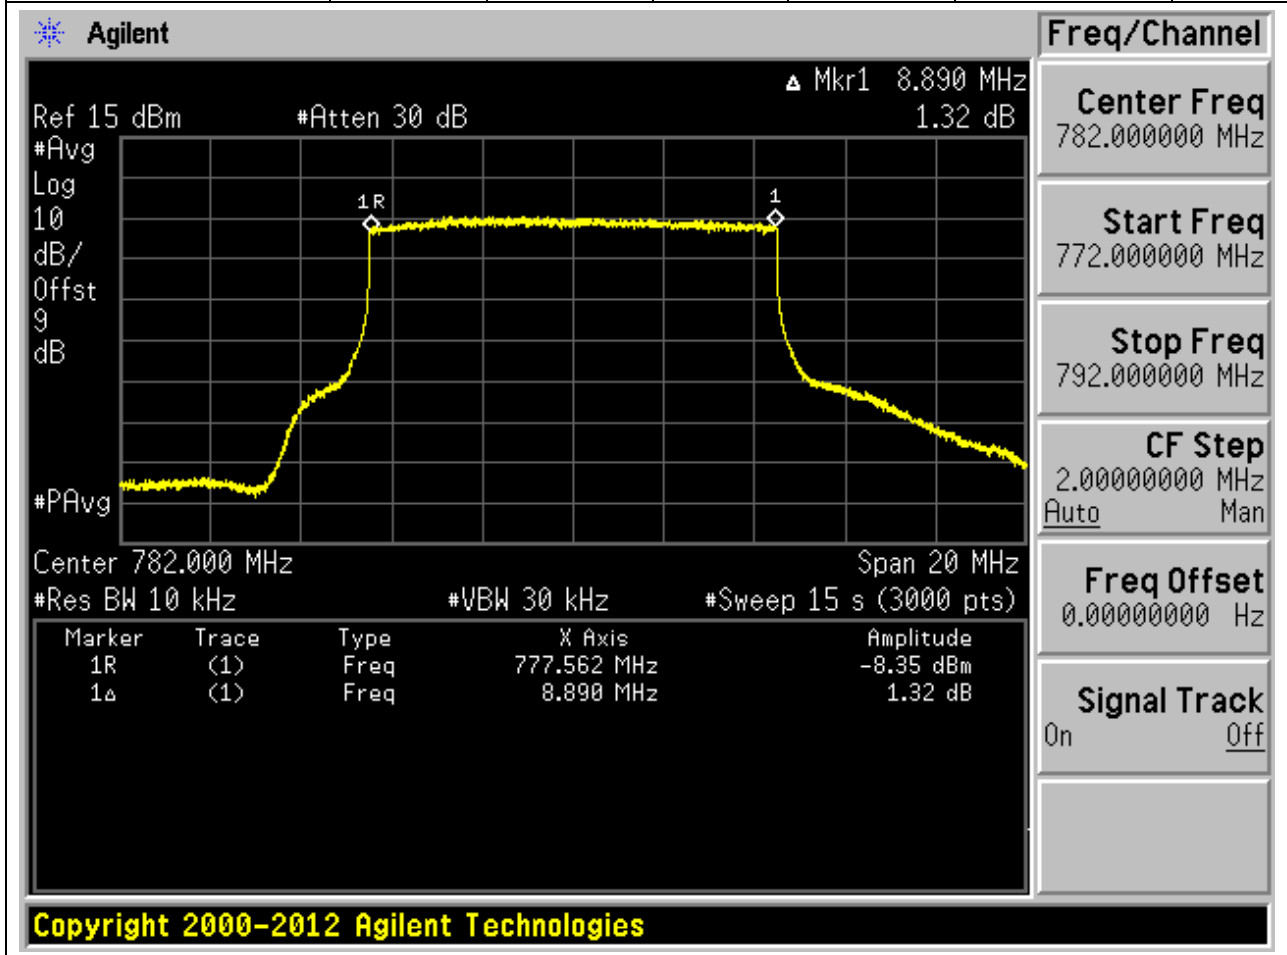 Agilent
Freq/Channel
Δ Mkr1 8.890 MHz
Ref 15 dBm #Atten 30 dB 1.32 dB
#Avg
Log
10
dB/
Offst
9
dB
#PAvg
1R
1
Center 782.000 MHz Span 20 MHz
#Res BW 10 kHz #VBW 30 kHz #Sweep 15 s (3000 pts)
Marker Trace Type X Axis Amplitude
1R (1) Freq 777.562 MHz -8.35 dBm
1Δ (1) Freq 8.890 MHz 1.32 dB
Center Freq
782.000000 MHz
Start Freq
772.000000 MHz
Stop Freq
792.000000 MHz
CF Step
2.00000000 MHz
Auto Man
Freq Offset
0.00000000 Hz
Signal Track
On Off
Copyright 2000-2012 Agilent Technologies